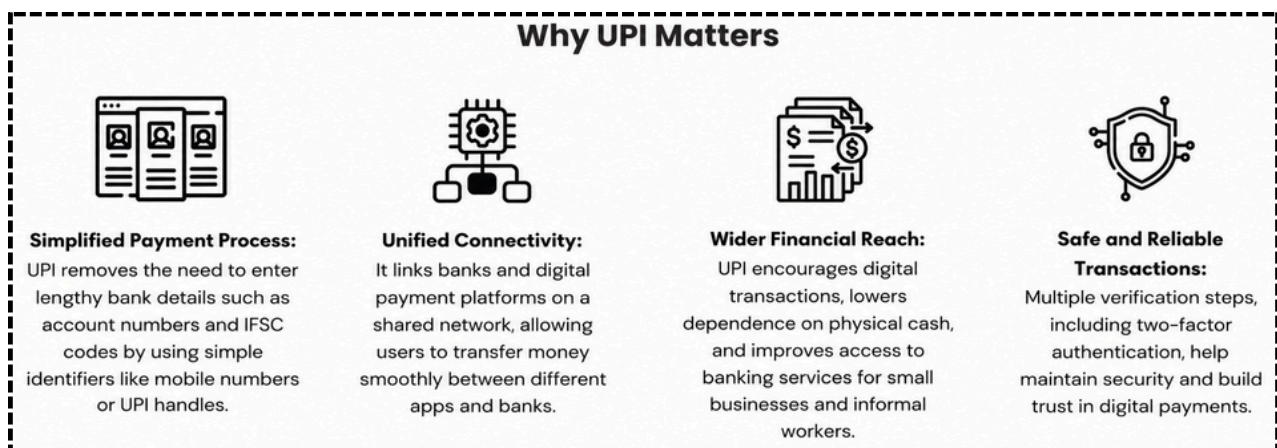 Why UPI Matters
Simplified Payment Process:
UPI removes the need to enter
lengthy bank details such as
account numbers and IFSC
codes by using simple
identifiers like mobile numbers
or UPI handles.
Unified Connectivity:
It links banks and digital
payment platforms on a
shared network, allowing
users to transfer money
smoothly between different
apps and banks.
Wider Financial Reach:
UPI encourages digital
transactions, lowers
dependence on physical cash,
and improves access to
banking services for small
businesses and informal
workers.
Safe and Reliable
Transactions:
Multiple verification steps,
including two-factor
authentication, help
maintain security and build
trust in digital payments.